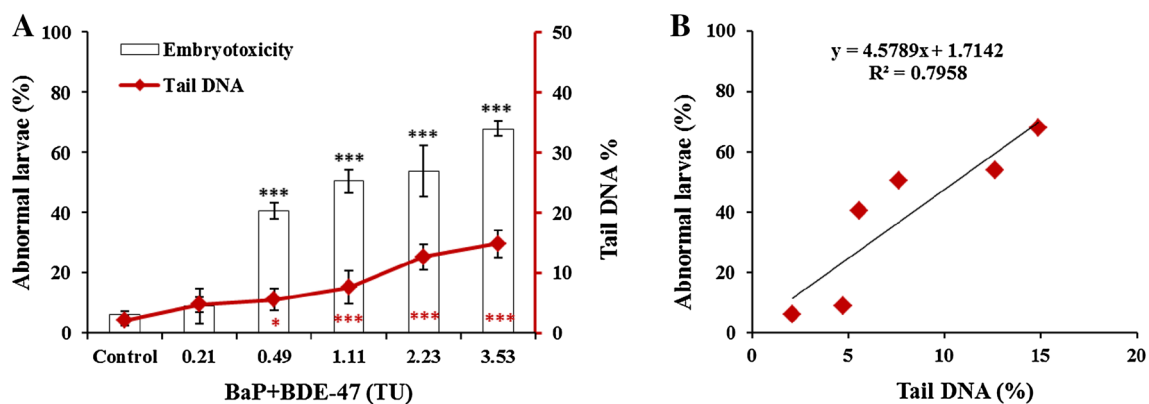 A
B
Embryotoxicity
Tail DNA
Abnormal larvae (%)
100
80
60
40
20
0
***
***
***
***
*
***
***
***
50
40
30
20
10
0
Tail DNA %
Control 0.21 0.49 1.11 2.23 3.53
BaP+BDE-47 (TU)
y = 4.5789x + 1.7142
R² = 0.7958
Abnormal larvae (%)
100
80
60
40
20
0
0 5 10 15 20
Tail DNA (%)